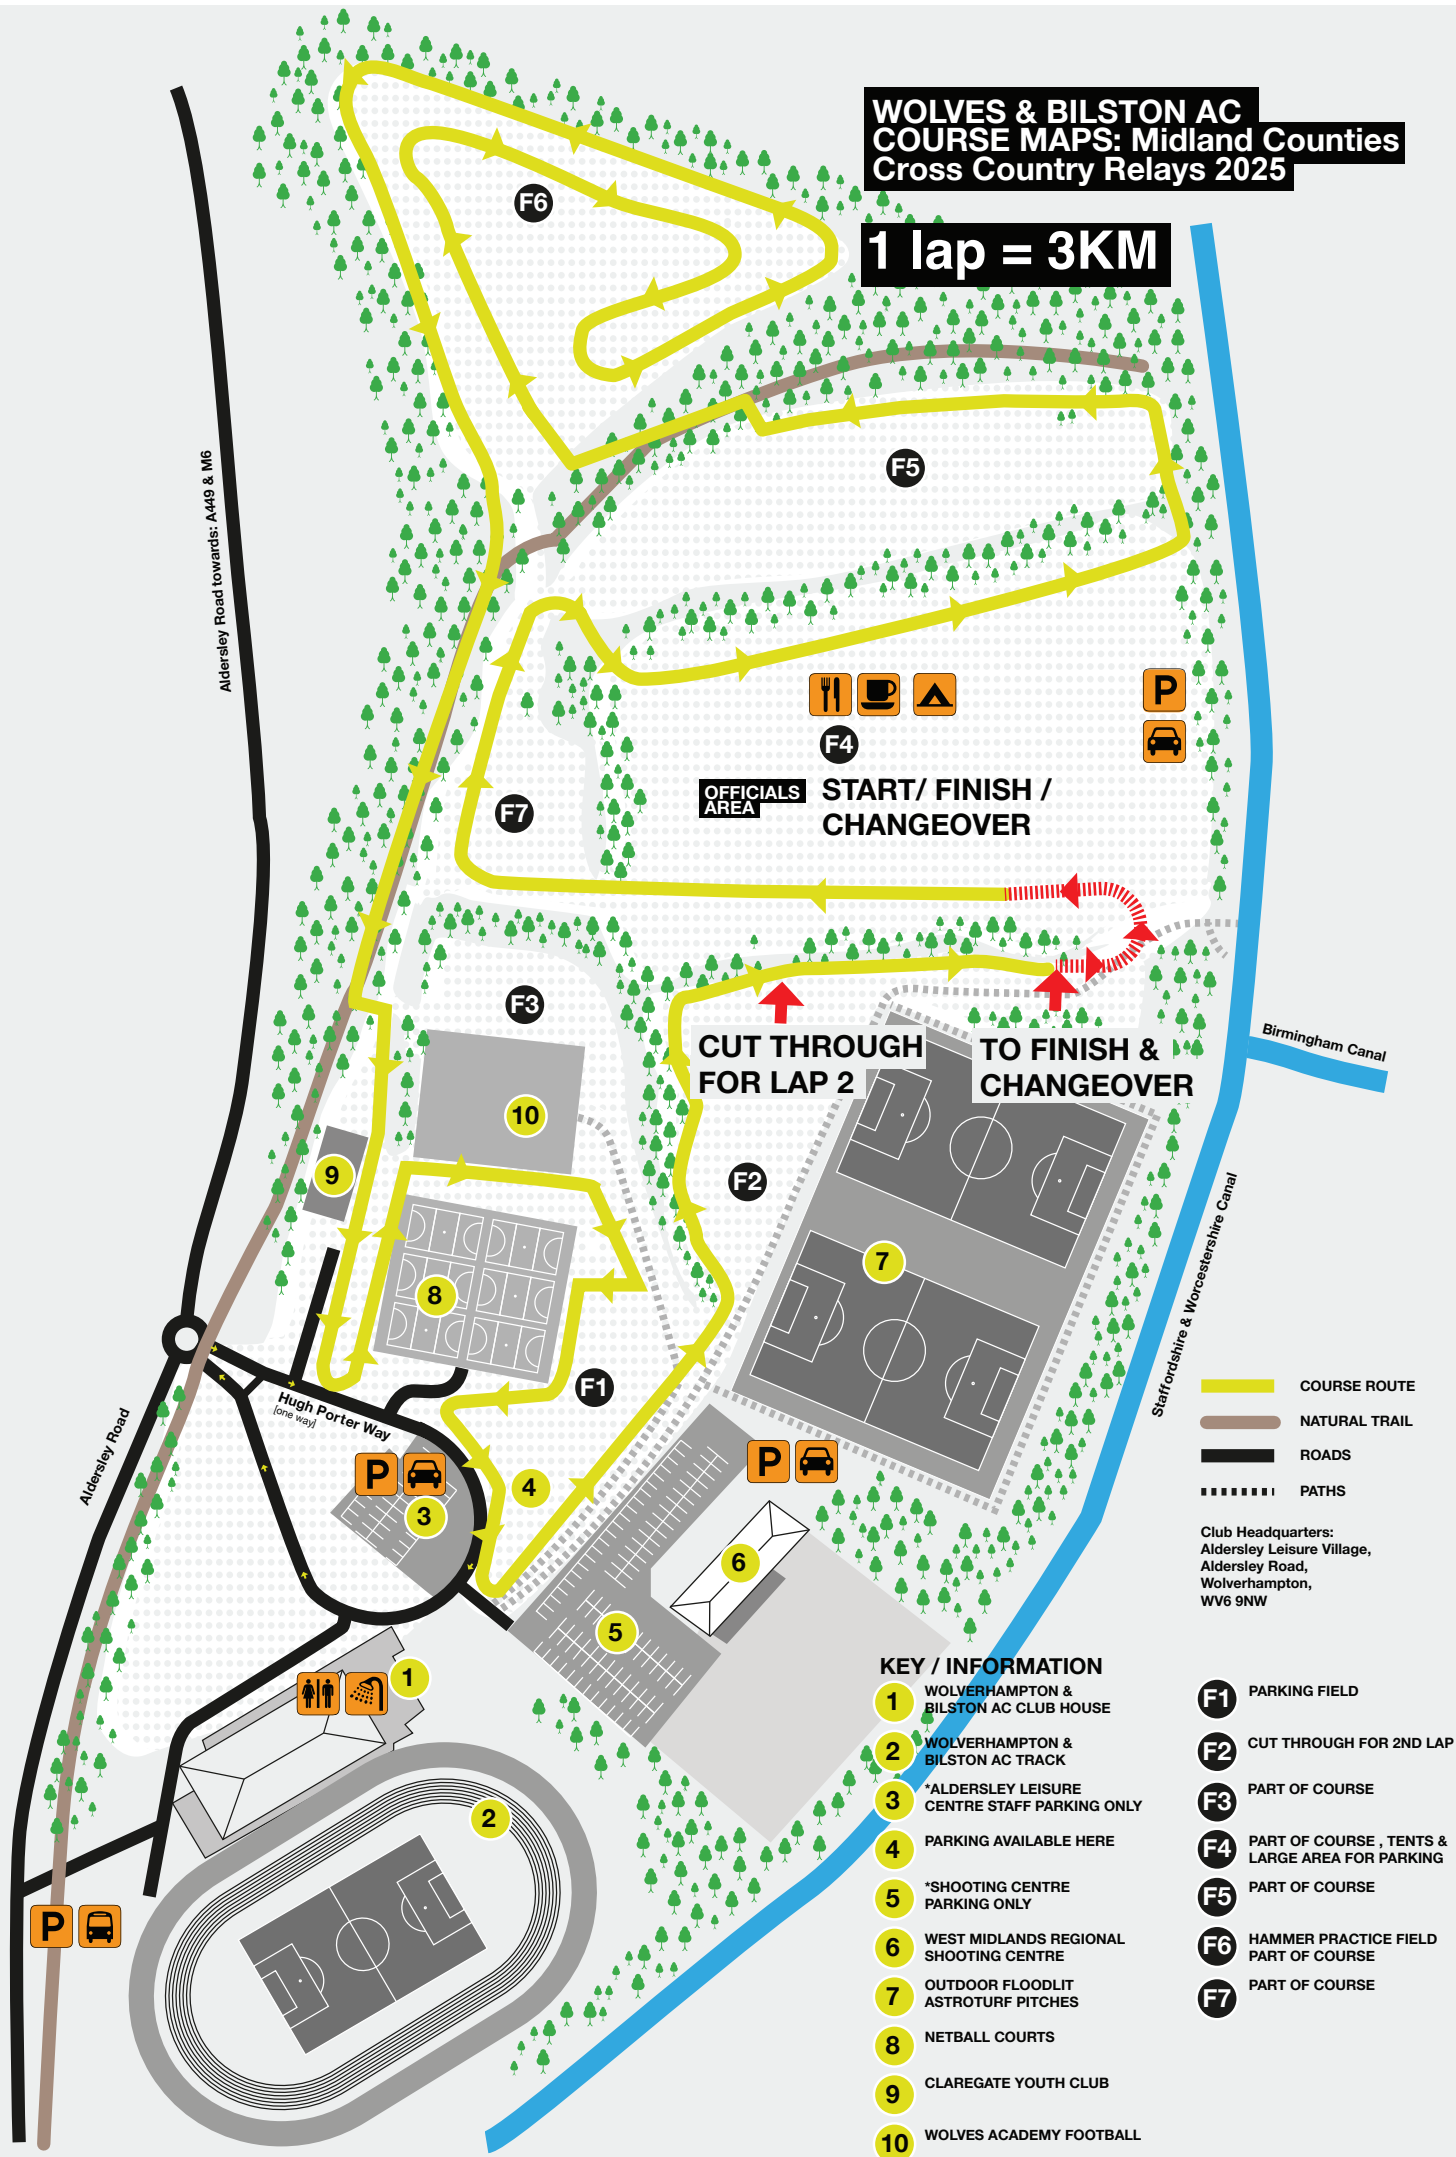 WOLVES & BILSTON AC
COURSE MAPS: Midland Counties
Cross Country Relays 2025
1 lap = 3KM
F6
F5
Aldersley Road towards: A449 & M6
P
F4
OFFICIALS
AREA
START/ FINISH /
CHANGEOVER
F7
F3
CUT THROUGH
FOR LAP 2
TO FINISH &
CHANGEOVER
Birmingham Canal
10
9
F2
7
8
Staffordshire & Worcestershire Canal
F1
Hugh Porter Way
[one way]
Aldersley Road
P
3
4
P
6
5
1
2
P
COURSE ROUTE
NATURAL TRAIL
ROADS
PATHS
Club Headquarters:
Aldersley Leisure Village,
Aldersley Road,
Wolverhampton,
WV6 9NW
KEY / INFORMATION
1 WOLVERHAMPTON &
BILSTON AC CLUB HOUSE
2 WOLVERHAMPTON &
BILSTON AC TRACK
3 *ALDERSLEY LEISURE
CENTRE STAFF PARKING ONLY
4 PARKING AVAILABLE HERE
5 *SHOOTING CENTRE
PARKING ONLY
6 WEST MIDLANDS REGIONAL
SHOOTING CENTRE
7 OUTDOOR FLOODLIT
ASTROTURF PITCHES
8 NETBALL COURTS
9 CLAREGATE YOUTH CLUB
10 WOLVES ACADEMY FOOTBALL
F1 PARKING FIELD
F2 CUT THROUGH FOR 2ND LAP
F3 PART OF COURSE
F4 PART OF COURSE , TENTS &
LARGE AREA FOR PARKING
F5 PART OF COURSE
F6 HAMMER PRACTICE FIELD
PART OF COURSE
F7 PART OF COURSE